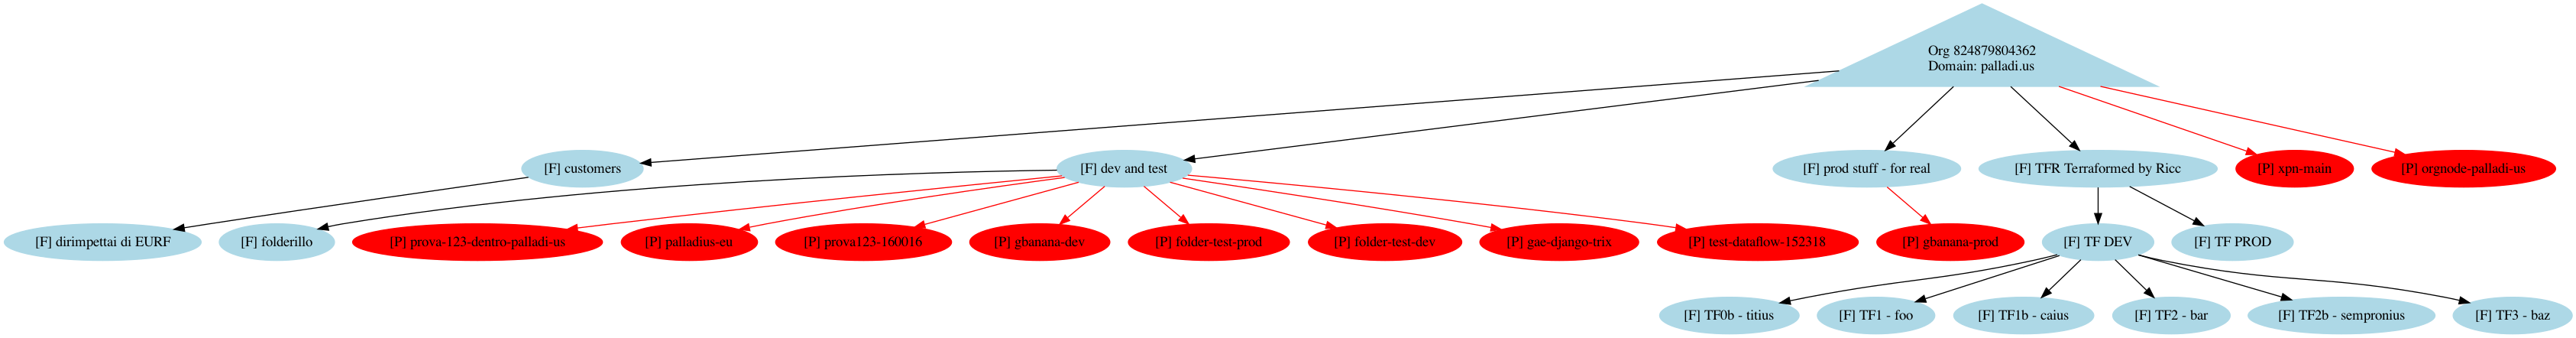 Org 824879804362
Domain: palladi.us
[F] customers
[F] dev and test
[F] prod stuff - for real
[F] TFR Terraformed by Ricc
[P] xpn-main
[P] orgnode-palladi-us
[F] dirimpettai di EURF
[F] folderillo
[P] prova-123-dentro-palladi-us
[P] palladius-eu
[P] prova123-160016
[P] gbanana-dev
[P] folder-test-prod
[P] folder-test-dev
[P] gae-django-trix
[P] test-dataflow-152318
[P] gbanana-prod
[F] TF DEV
[F] TF PROD
[F] TF0b - titius
[F] TF1 - foo
[F] TF1b - caius
[F] TF2 - bar
[F] TF2b - sempronius
[F] TF3 - baz